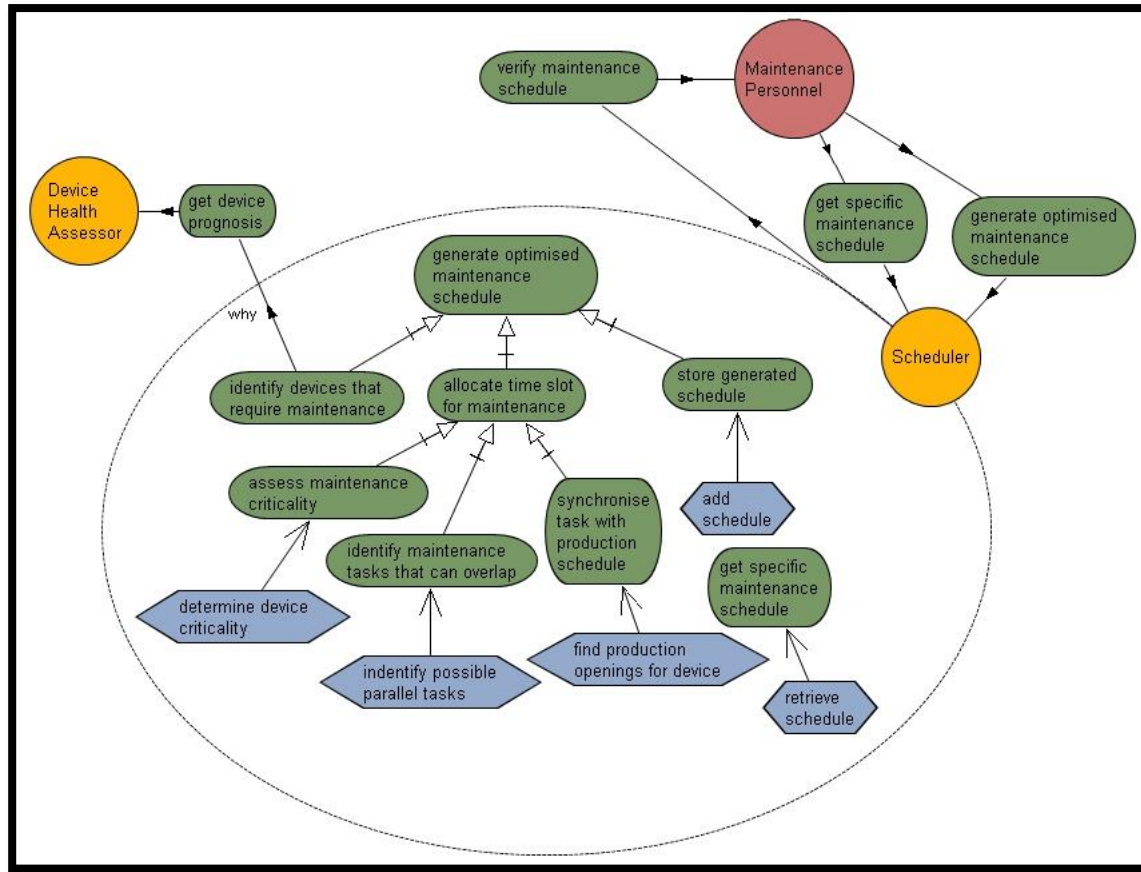 verify maintenance
schedule
Maintenance
Personnel
Device
Health
Assessor
get device
prognosis
get specific
maintenance
schedule
generate optimised
maintenance
schedule
generate optimised
maintenance
schedule
why
Scheduler
identify devices that
require maintenance
allocate time slot
for maintenance
store generated
schedule
assess maintenance
criticality
synchronise
task with
production
schedule
add
schedule
identify maintenance
tasks that can overlap
get specific
maintenance
schedule
determine device
criticality
find production
openings for device
indentify possible
parallel tasks
retrieve
schedule